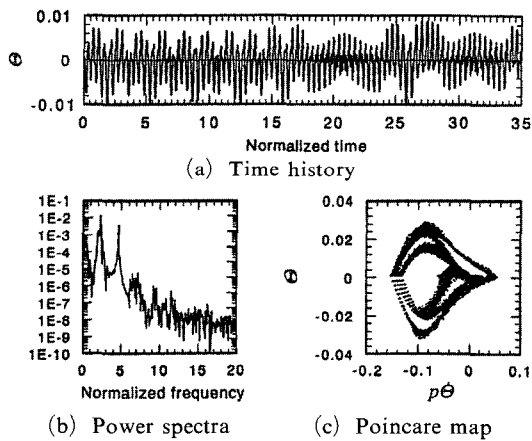 0.01
Θ
0
-0.01
0 5 10 15 20 25 30 35
Normalized time
(a) Time history
1E-1
1E-2
1E-3
1E-4
1E-5
1E-6
1E-7
1E-8
1E-9
1E-10
0 5 10 15 20
Normalized frequency
(b) Power spectra
0.04
0.02
Θ
0
-0.02
-0.04
-0.2 -0.1 0 0.1
pΘ̇
(c) Poincare map